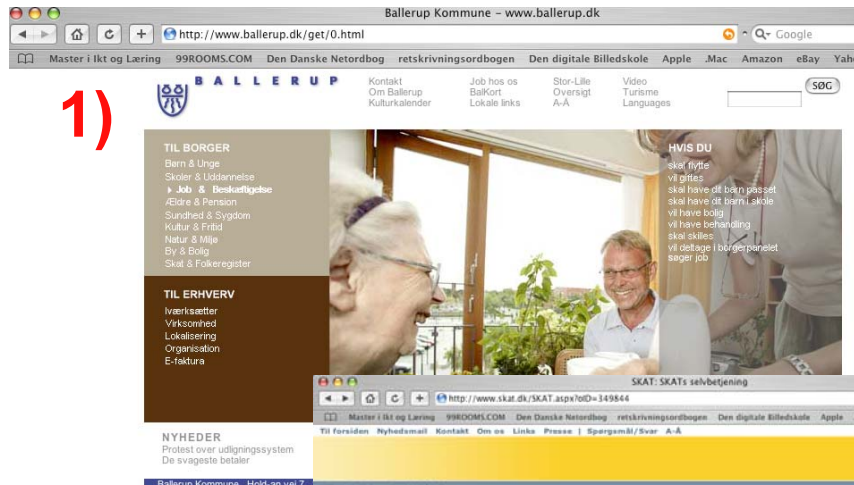 Ballerup Kommune – www.ballerup.dk
http://www.ballerup.dk/get/0.html
Google
Master i Ikt og Læring 99ROOMS.COM Den Danske Netordbog retskrivningsordbogen Den digitale Billedskole Apple .Mac Amazon eBay Yah
1)
BALLERUP
Kontakt Job hos os Stor-Lille Video
Om Ballerup BalKort Oversigt Turisme
Kulturkalender Lokale links A-Å Languages
SØG
TIL BORGER
Børn & Unge
Skoler & Uddannelse
Job & Beskæftigelse
Ældre & Pension
Sundhed & Sygdom
Kultur & Fritid
Natur & Miljø
By & Bolig
Skat & Folkeregister
HVIS DU
skal flytte
vil giftes
skal have dit barn passet
skal have dit barn i skole
vil have bolig
vil have behandling
skal skilles
vil deltage i borgerpanelet
søger job
TIL ERHVERV
Iværksætter
Virksomhed
Lokalisering
Organisation
E-faktura
NYHEDER
Protest over udligningssystem
De svageste betaler
Ballerup Kommune Hold-an vej 7
SKAT: SKATs selvbetjening
http://www.skat.dk/SKAT.aspx?oID=349844
Master i Ikt og Læring 99ROOMS.COM Den Danske Netordbog retskrivningsordbogen Den digitale Billedskole Apple
Til forsiden Nyhedsmail Kontakt Om os Links Presse | Spørgsmål/Svar A-Å